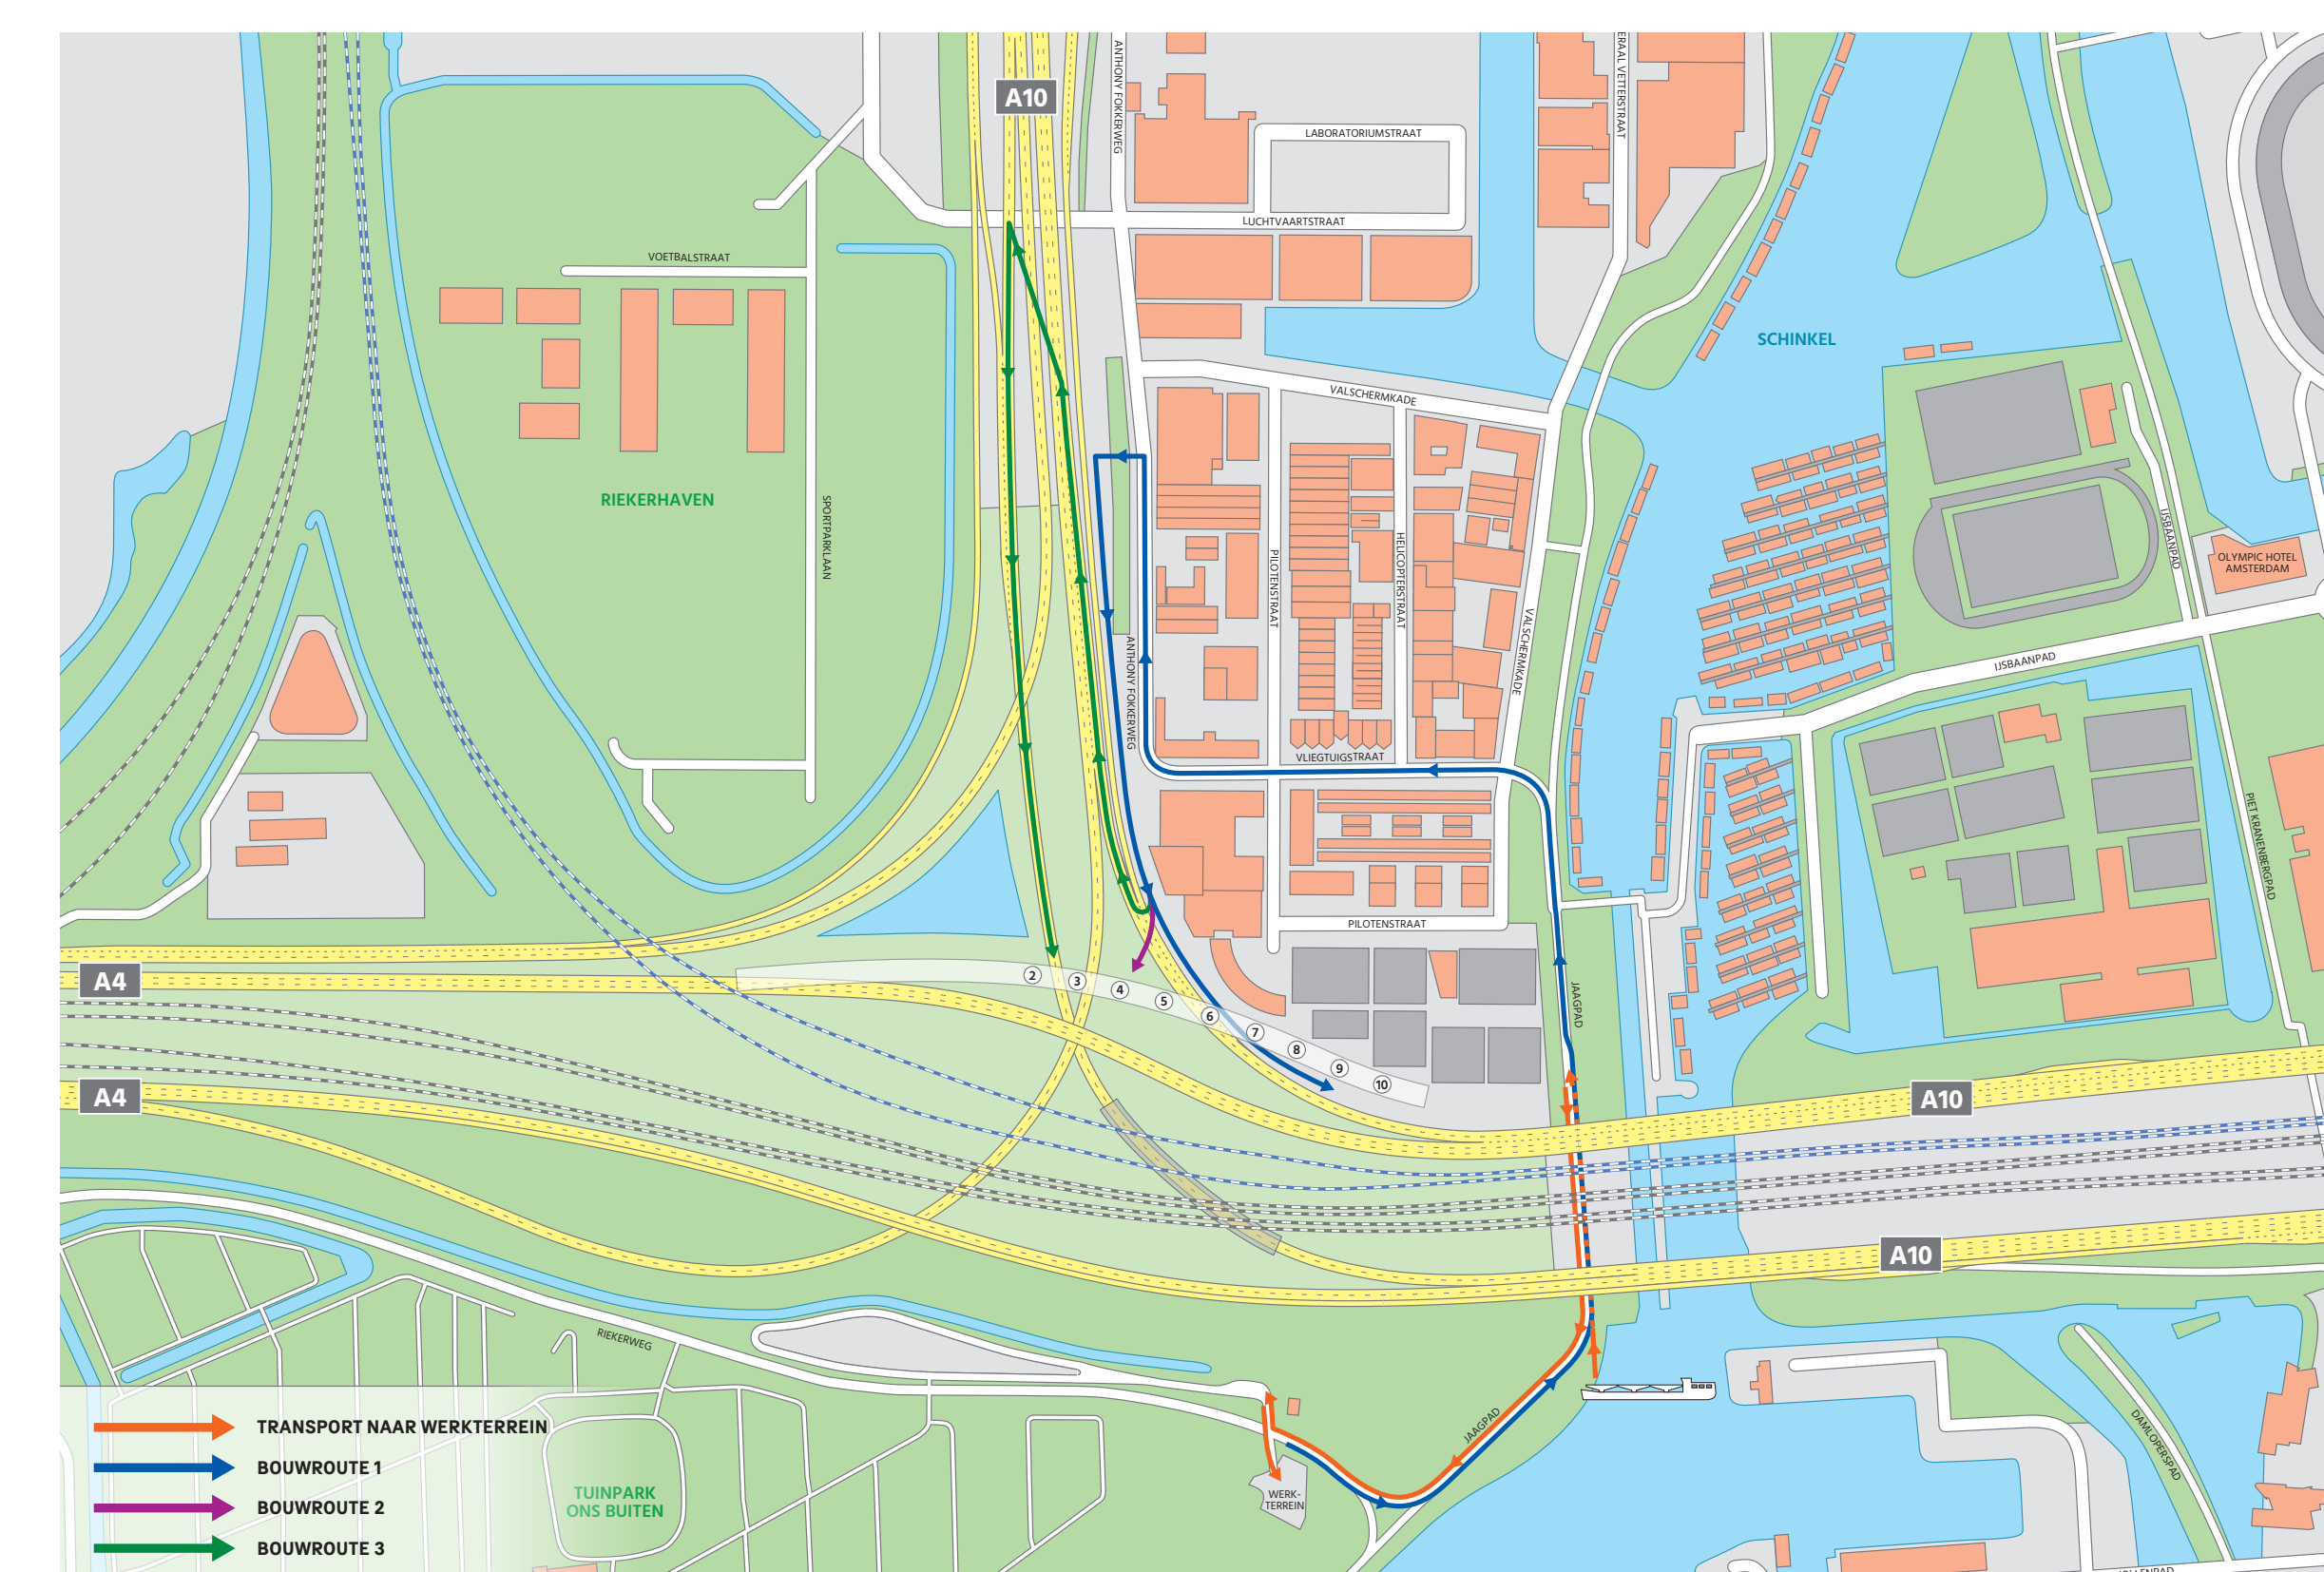 A10
ANTHONY FOKKERWEG
ERAAL VETTERSTRAAT
LABORATORIUMSTRAAT
LUCHTVAARTSTRAAT
VOETBALSTRAAT
SCHINKEL
VALSCHERMKADE
RIEKERHAVEN
SPORTPARKLAAN
PILOTENSTRAAT
HELICOPTERSTRAAT
VALSCHERMKADE
IJSBAANPAD
OLYMPIC HOTEL
AMSTERDAM
ANTHONY FOKKERWEG
IJSBAANPAD
VLIEGTUIGSTRAAT
PIET KRANENBERGPAD
PILOTENSTRAAT
A4
2
3
4
5
6
7
8
9
10
JAAGPAD
A4
A10
A10
RIEKERWEG
JAAGPAD
DAMLOPERSPAD
WERK-
TERREIN
TUINPARK
ONS BUITEN
TRANSPORT NAAR WERKTERREIN
BOUWROUTE 1
BOUWROUTE 2
BOUWROUTE 3